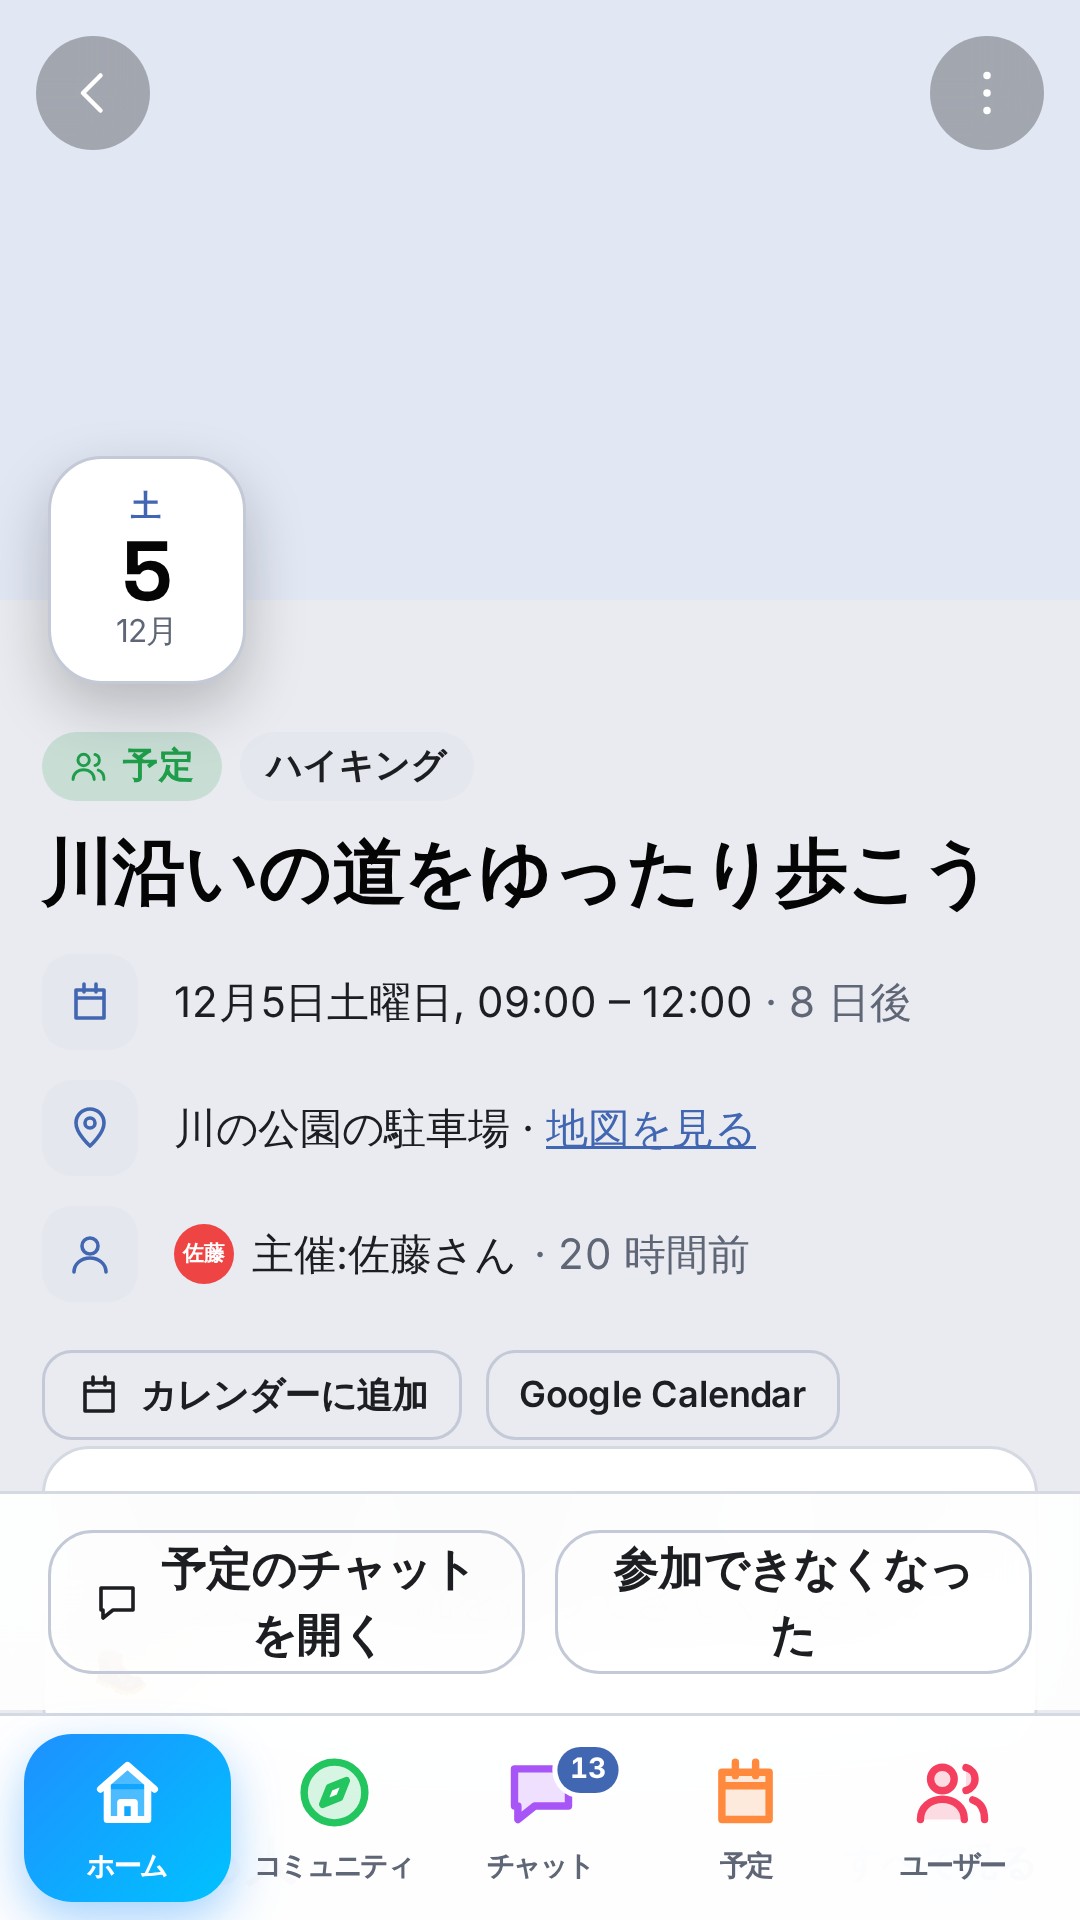 土
5
12月
予定 ハイキング
川沿いの道をゆったり歩こう
12月5日土曜日, 09:00 – 12:00 · 8 日後
川の公園の駐車場 · 地図を見る
佐藤 主催:佐藤さん · 20 時間前
カレンダーに追加 Google Calendar
予定のチャット
を開く
参加できなくなっ
た
13
ホーム コミュニティ チャット 予定 ユーザー